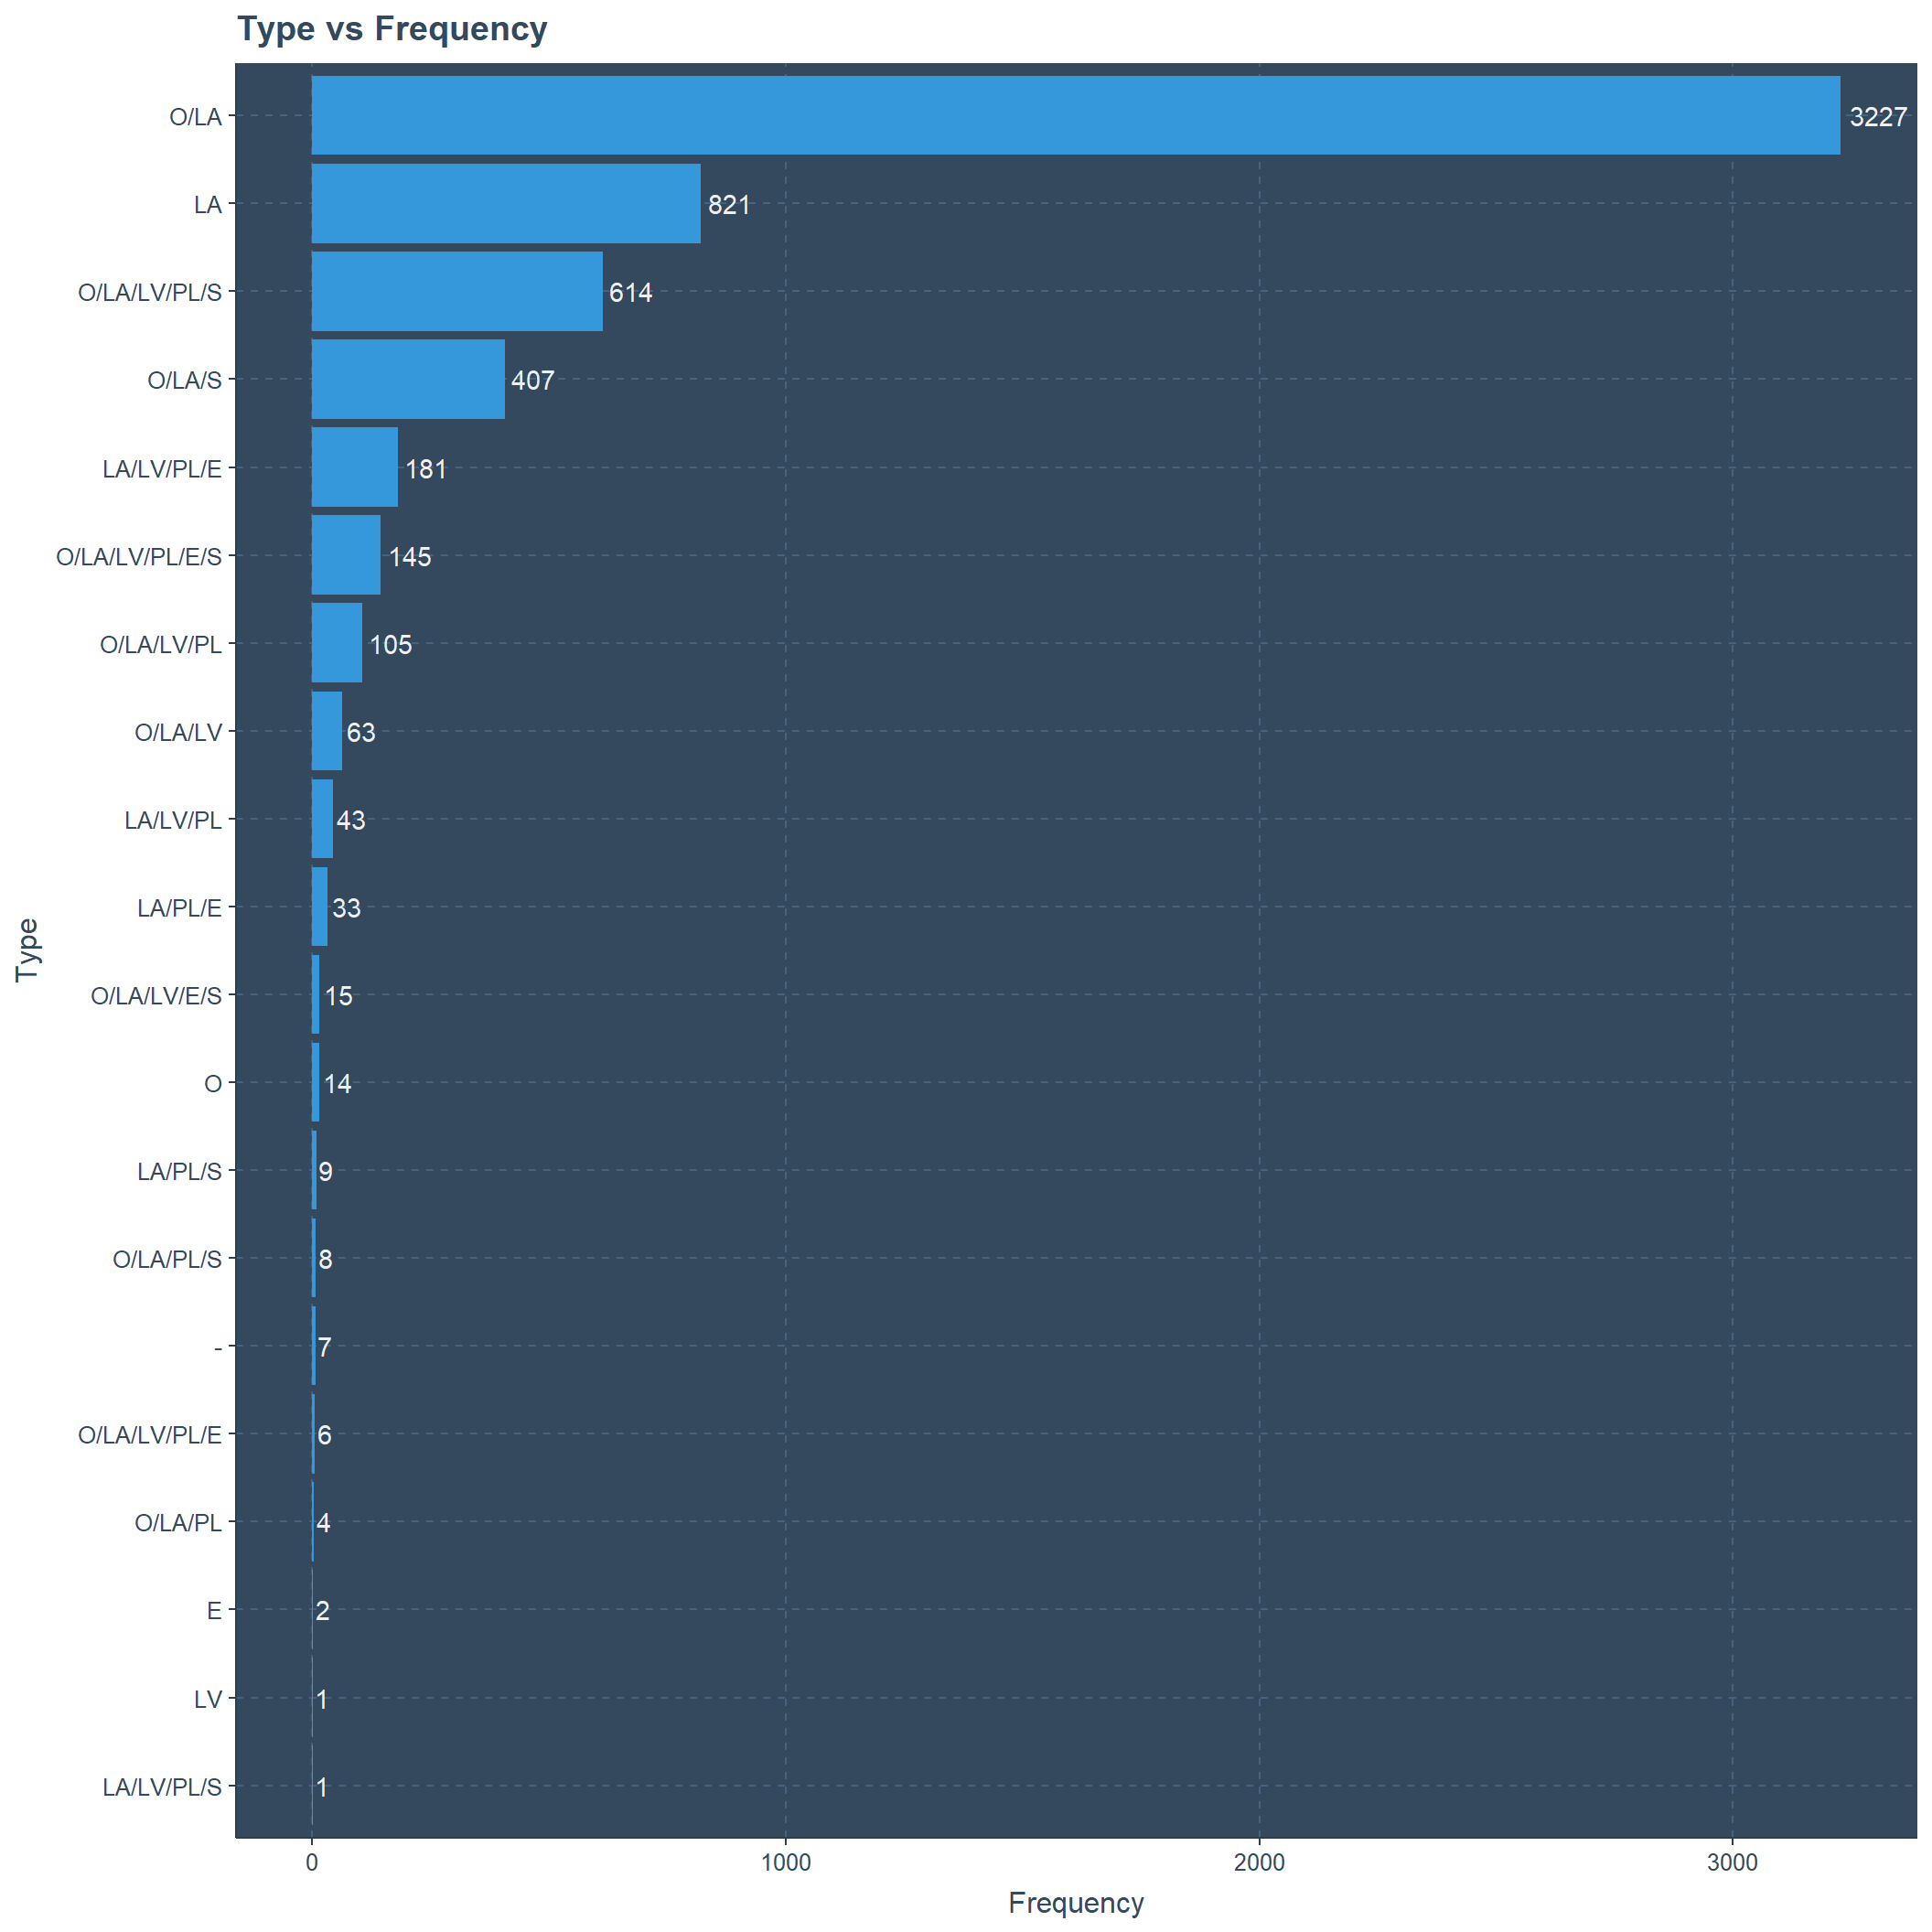 Type vs Frequency
O/LA 3227
LA 821
O/LA/LV/PL/S 614
O/LA/S 407
LA/LV/PL/E 181
O/LA/LV/PL/E/S 145
O/LA/LV/PL 105
O/LA/LV 63
LA/LV/PL 43
LA/PL/E 33
O/LA/LV/E/S 15
O 14
LA/PL/S 9
O/LA/PL/S 8
- 7
O/LA/LV/PL/E 6
O/LA/PL 4
E 2
LV 1
LA/LV/PL/S 1
Type
0 1000 2000 3000
Frequency